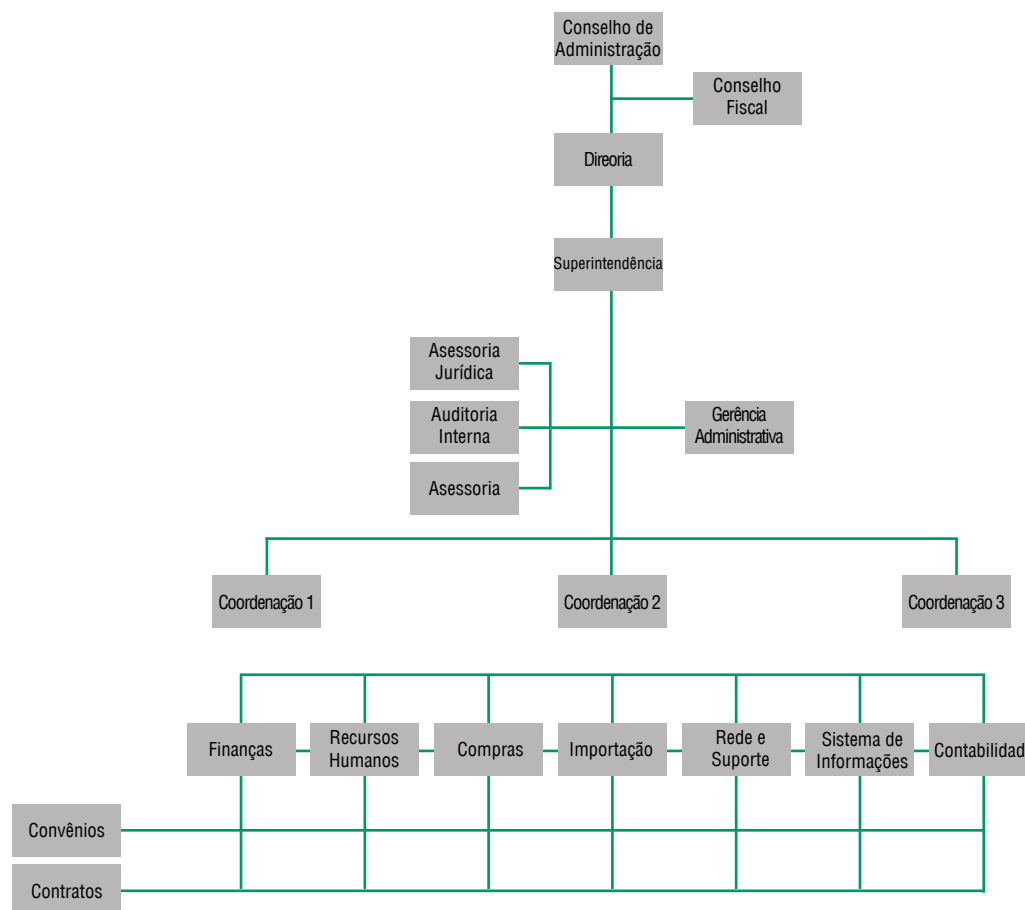 Conselho de
Administração
Conselho
Fiscal
Direoria
Superintendência
Asessoria
Jurídica
Auditoria
Interna
Gerência
Administrativa
Asessoria
Coordenação 1
Coordenação 2
Coordenação 3
Finanças
Recursos
Humanos
Compras
Importação
Rede e
Suporte
Sistema de
Informações
Contabilidad
Convênios
Contratos